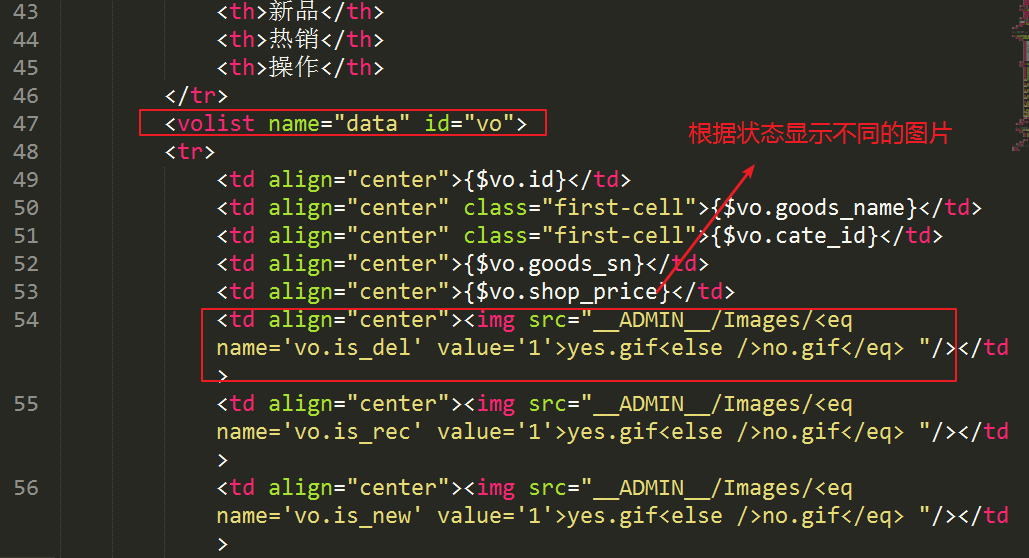 43 <th>新品</th>
44 <th>热销</th>
45 <th>操作</th>
46 </tr>
47 <volist name="data" id="vo">
根据状态显示不同的图片
48 <tr>
49 <td align="center">{$vo.id}</td>
50 <td align="center" class="first-cell">{$vo.goods_name}</td>
51 <td align="center" class="first-cell">{$vo.cate_id}</td>
52 <td align="center">{$vo.goods_sn}</td>
53 <td align="center">{$vo.shop_price}</td>
54 <td align="center"><img src="__ADMIN__/Images/<eq
name='vo.is_del' value='1'>yes.gif<else />no.gif</eq> "/></td
>
55 <td align="center"><img src="__ADMIN__/Images/<eq
name='vo.is_rec' value='1'>yes.gif<else />no.gif</eq> "/></td
>
56 <td align="center"><img src="__ADMIN__/Images/<eq
name='vo.is_new' value='1'>yes.gif<else />no.gif</eq> "/></td
>